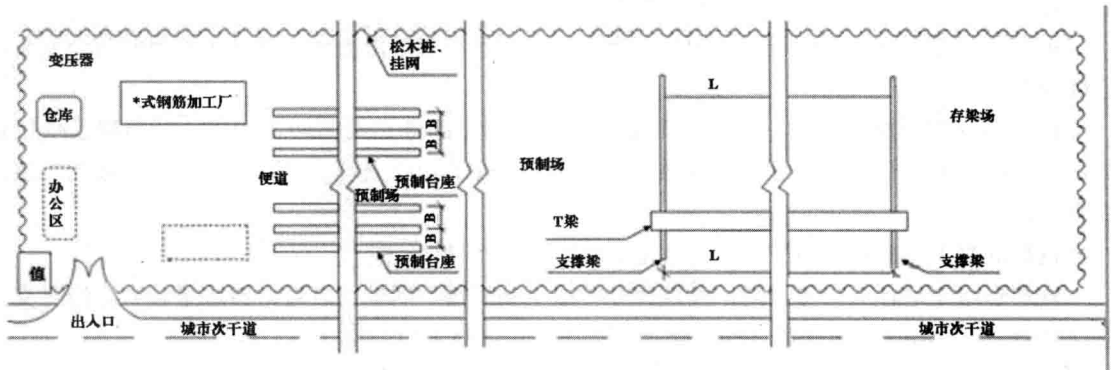 变压器
仓库
*式钢筋加工厂
松木桩、
挂网
B
B
预制台座
便道
预制场
B
B
预制台座
办
公
区
值
出入口
城市次干道
预制场
L
存梁场
T梁
支撑梁
L
支撑梁
城市次干道